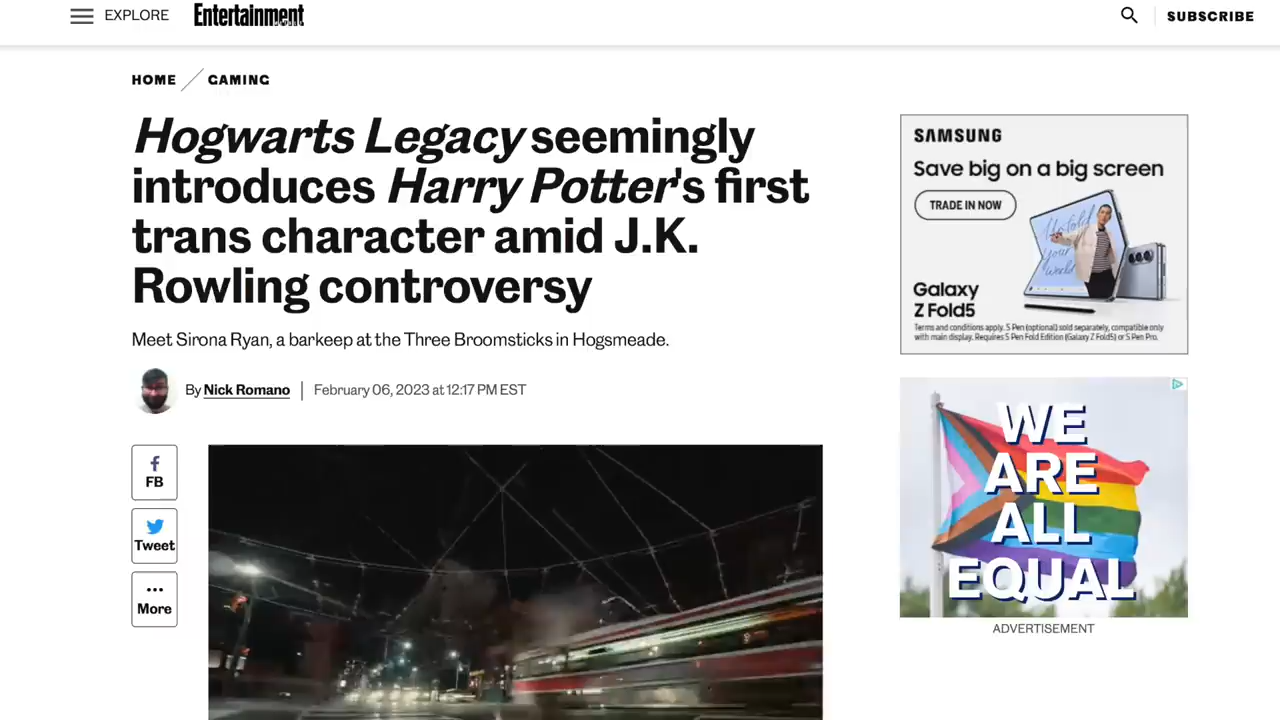 EXPLORE
Entertainment
SUBSCRIBE
HOME
GAMING
Hogwarts Legacy seemingly
introduces Harry Potter's first
trans character amid J.K.
Rowling controversy
Meet Sirona Ryan, a barkeep at the Three Broomsticks in Hogsmeade.
By Nick Romano
February 06, 2023 at 12:17 PM EST
FB
Tweet
More
SAMSUNG
Save big on a big screen
TRADE IN NOW
Unfold
your
world
Galaxy
Z Fold5
Terms and conditions apply. S Pen (optional) sold separately, compatible only
with main display. Requires S Pen Fold Edition (Galaxy Z Fold5) or S Pen Pro.
WE
ARE
ALL
EQUAL
ADVERTISEMENT